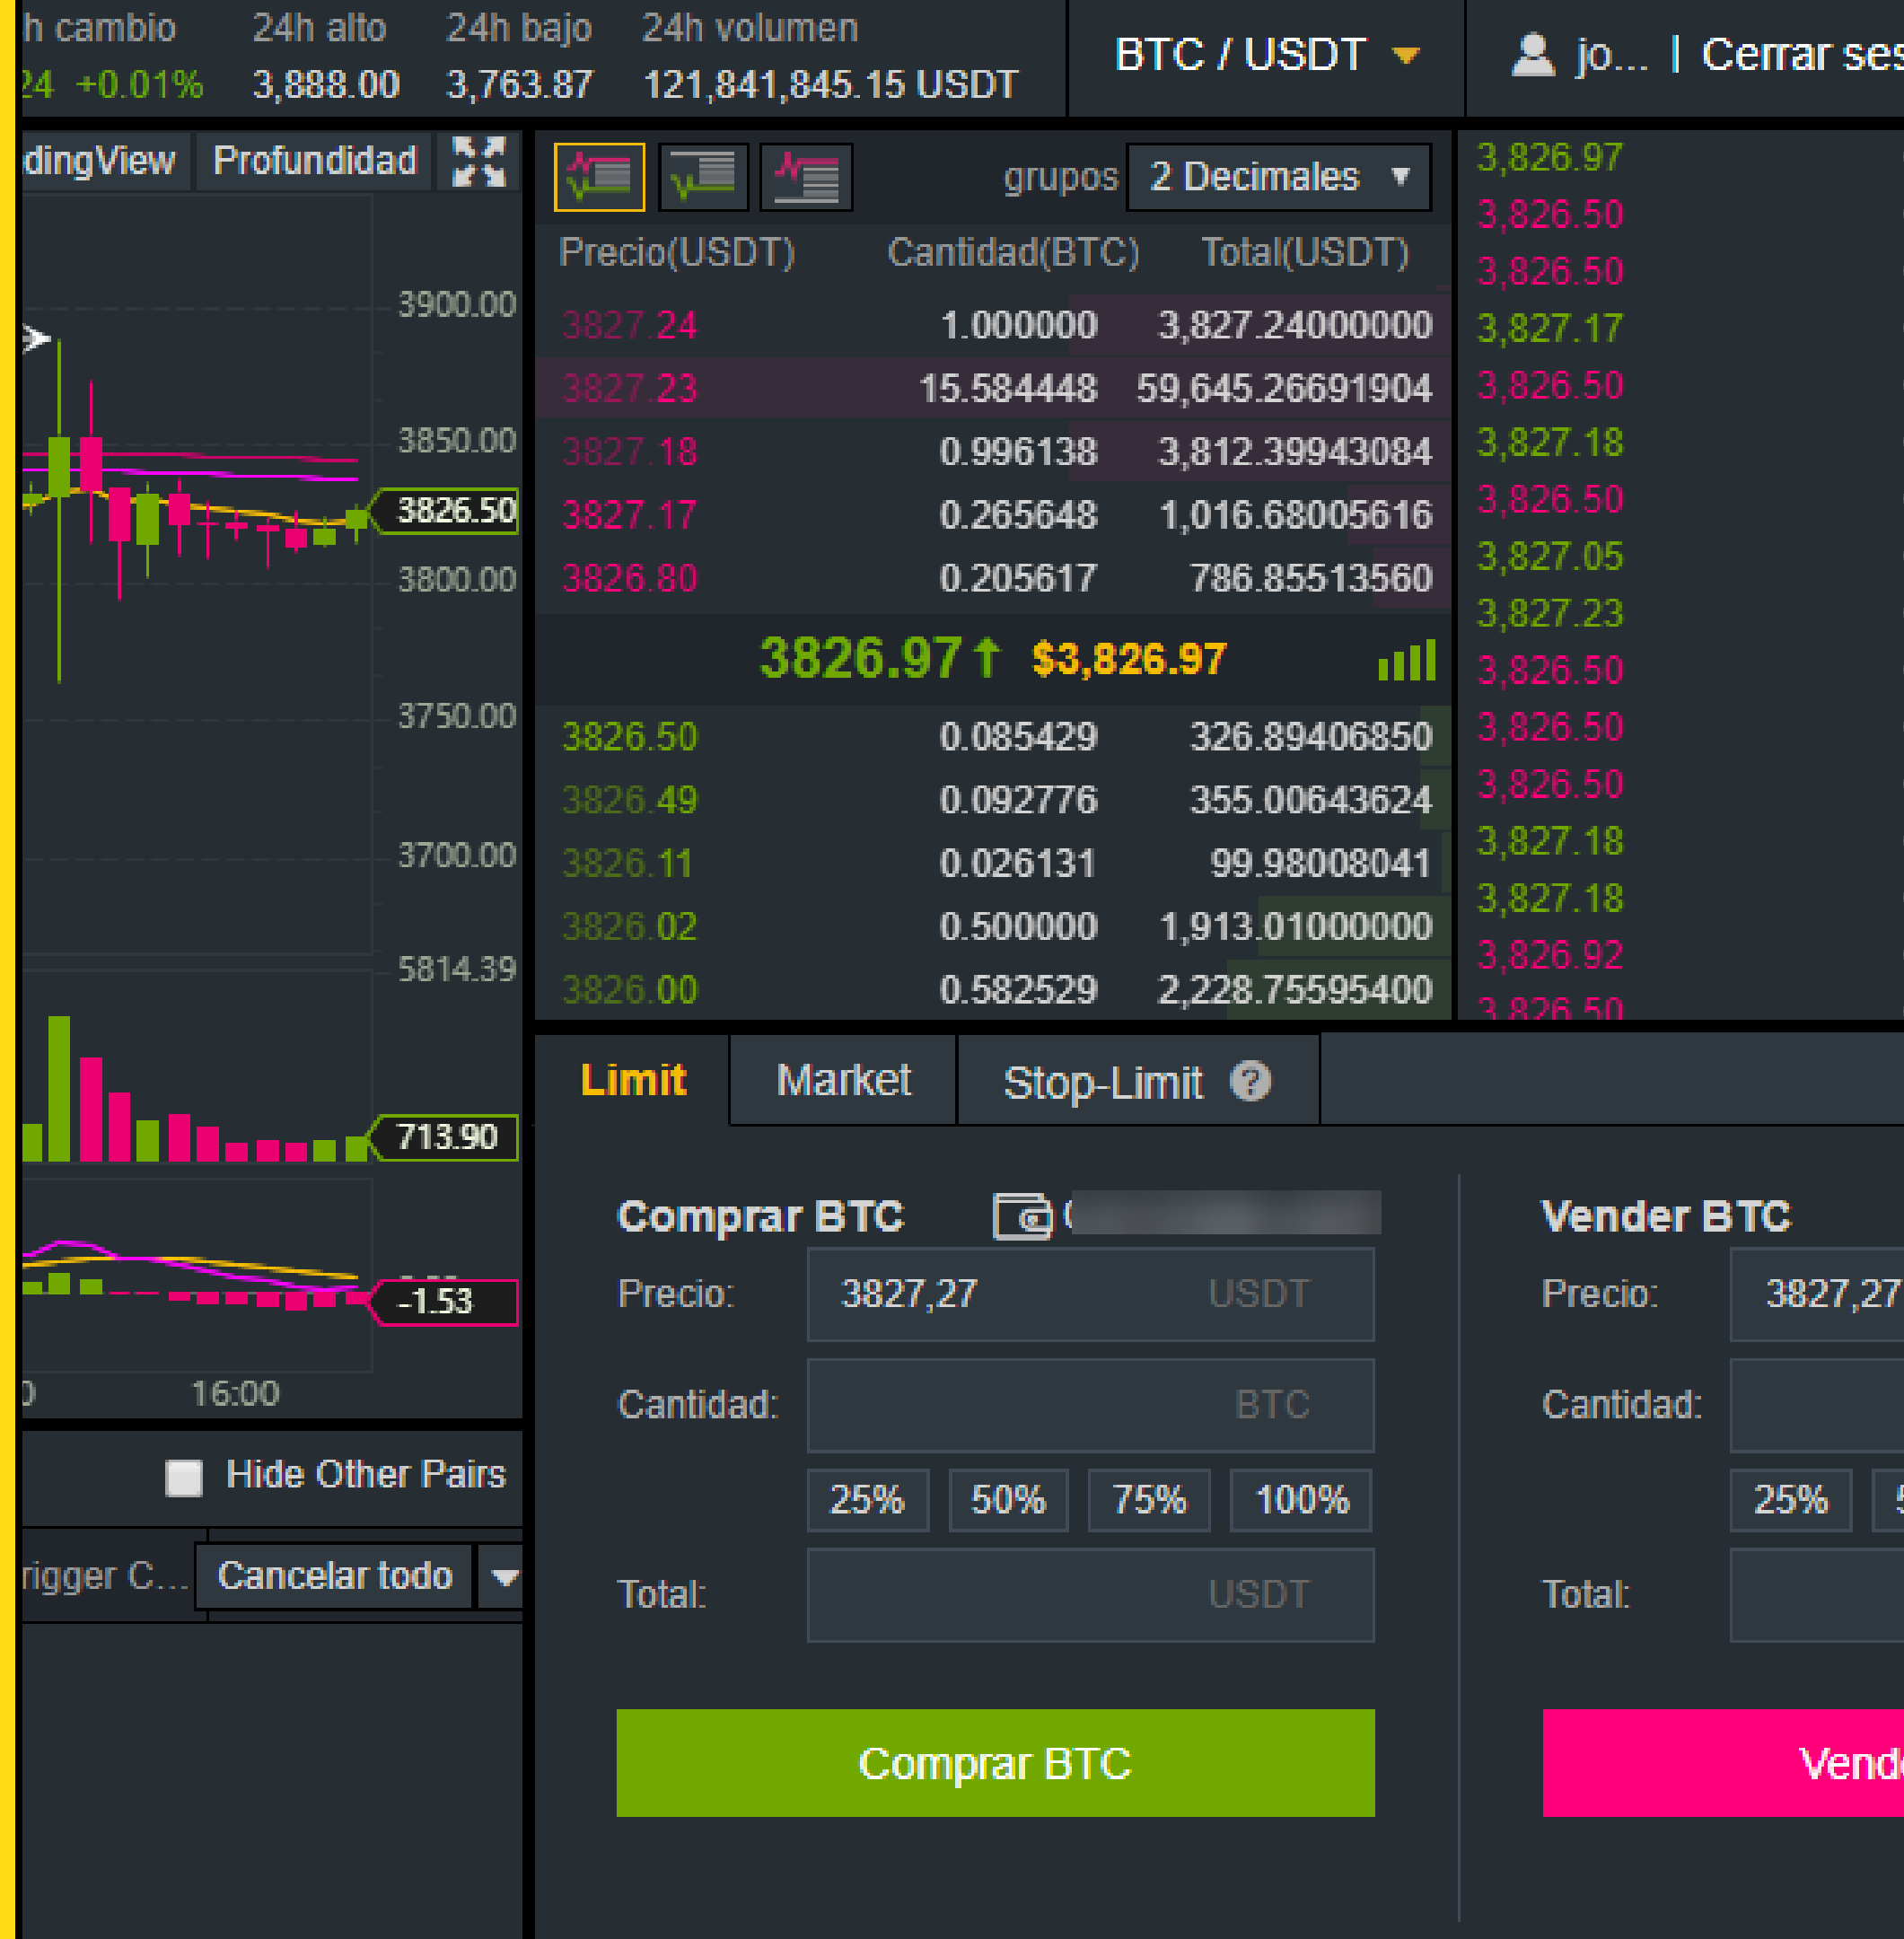 h cambio 24h alto 24h bajo 24h volumen
24 +0.01% 3,888.00 3,763.87 121,841,845.15 USDT
BTC / USDT
jo... | Cerrar ses
dingView Profundidad
3900.00
3850.00
3826.50
3800.00
3750.00
3700.00
5814.39
713.90
-1.53
0 16:00
Hide Other Pairs
rigger C... Cancelar todo
grupos 2 Decimales
Precio(USDT) Cantidad(BTC) Total(USDT)
3827.24 1.000000 3,827.24000000
3827.23 15.584448 59,645.26691904
3827.18 0.996138 3,812.39943084
3827.17 0.265648 1,016.68005616
3826.80 0.205617 786.85513560
3826.97↑ $3,826.97
3826.50 0.085429 326.89406850
3826.49 0.092776 355.00643624
3826.11 0.026131 99.98008041
3826.02 0.500000 1,913.01000000
3826.00 0.582529 2,228.75595400
3,826.97
3,826.50
3,826.50
3,827.17
3,826.50
3,827.18
3,826.50
3,827.05
3,827.23
3,826.50
3,826.50
3,826.50
3,827.18
3,827.18
3,826.92
3,826.50
Limit Market Stop-Limit ?
Comprar BTC
Precio: 3827,27 USDT
Cantidad: BTC
25% 50% 75% 100%
Total: USDT
Comprar BTC
Vender BTC
Precio: 3827,27
Cantidad:
25% 5
Total:
Vende